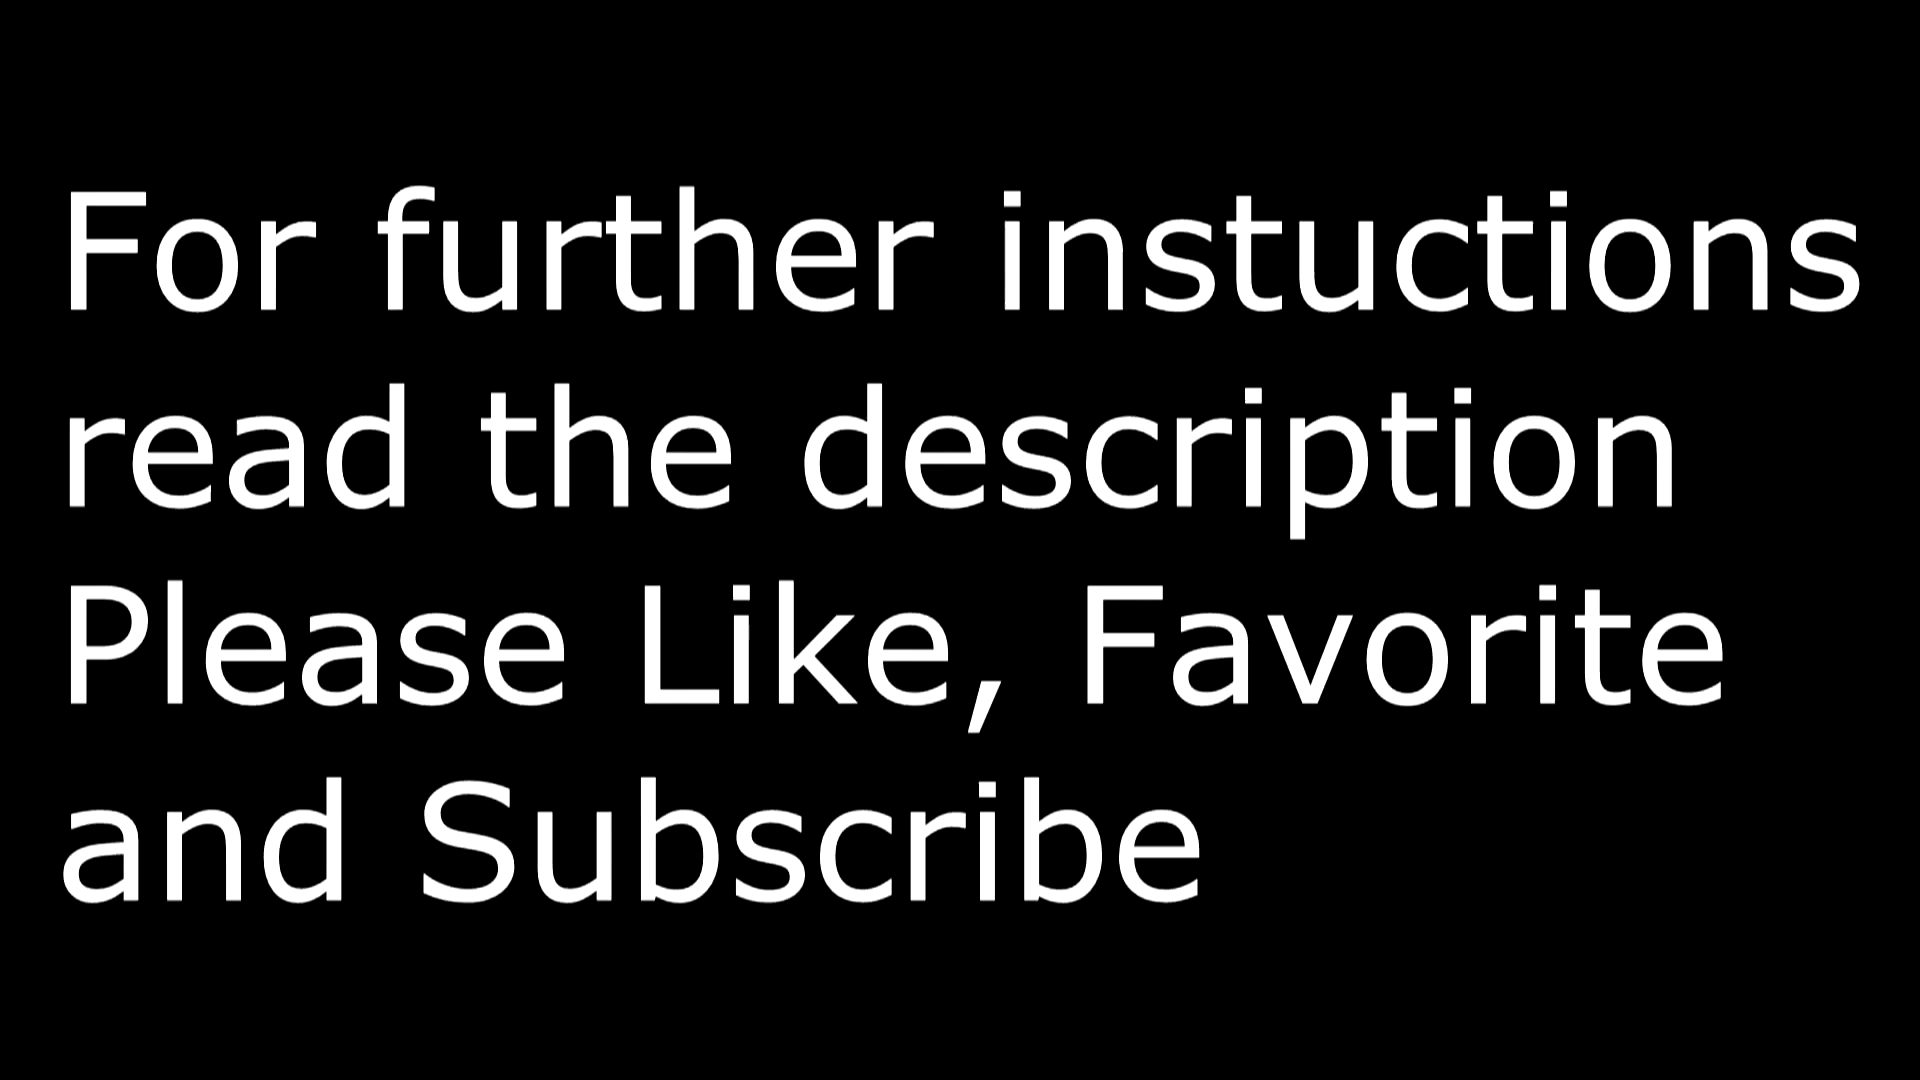 For further instuctions
read the description
Please Like, Favorite
and Subscribe